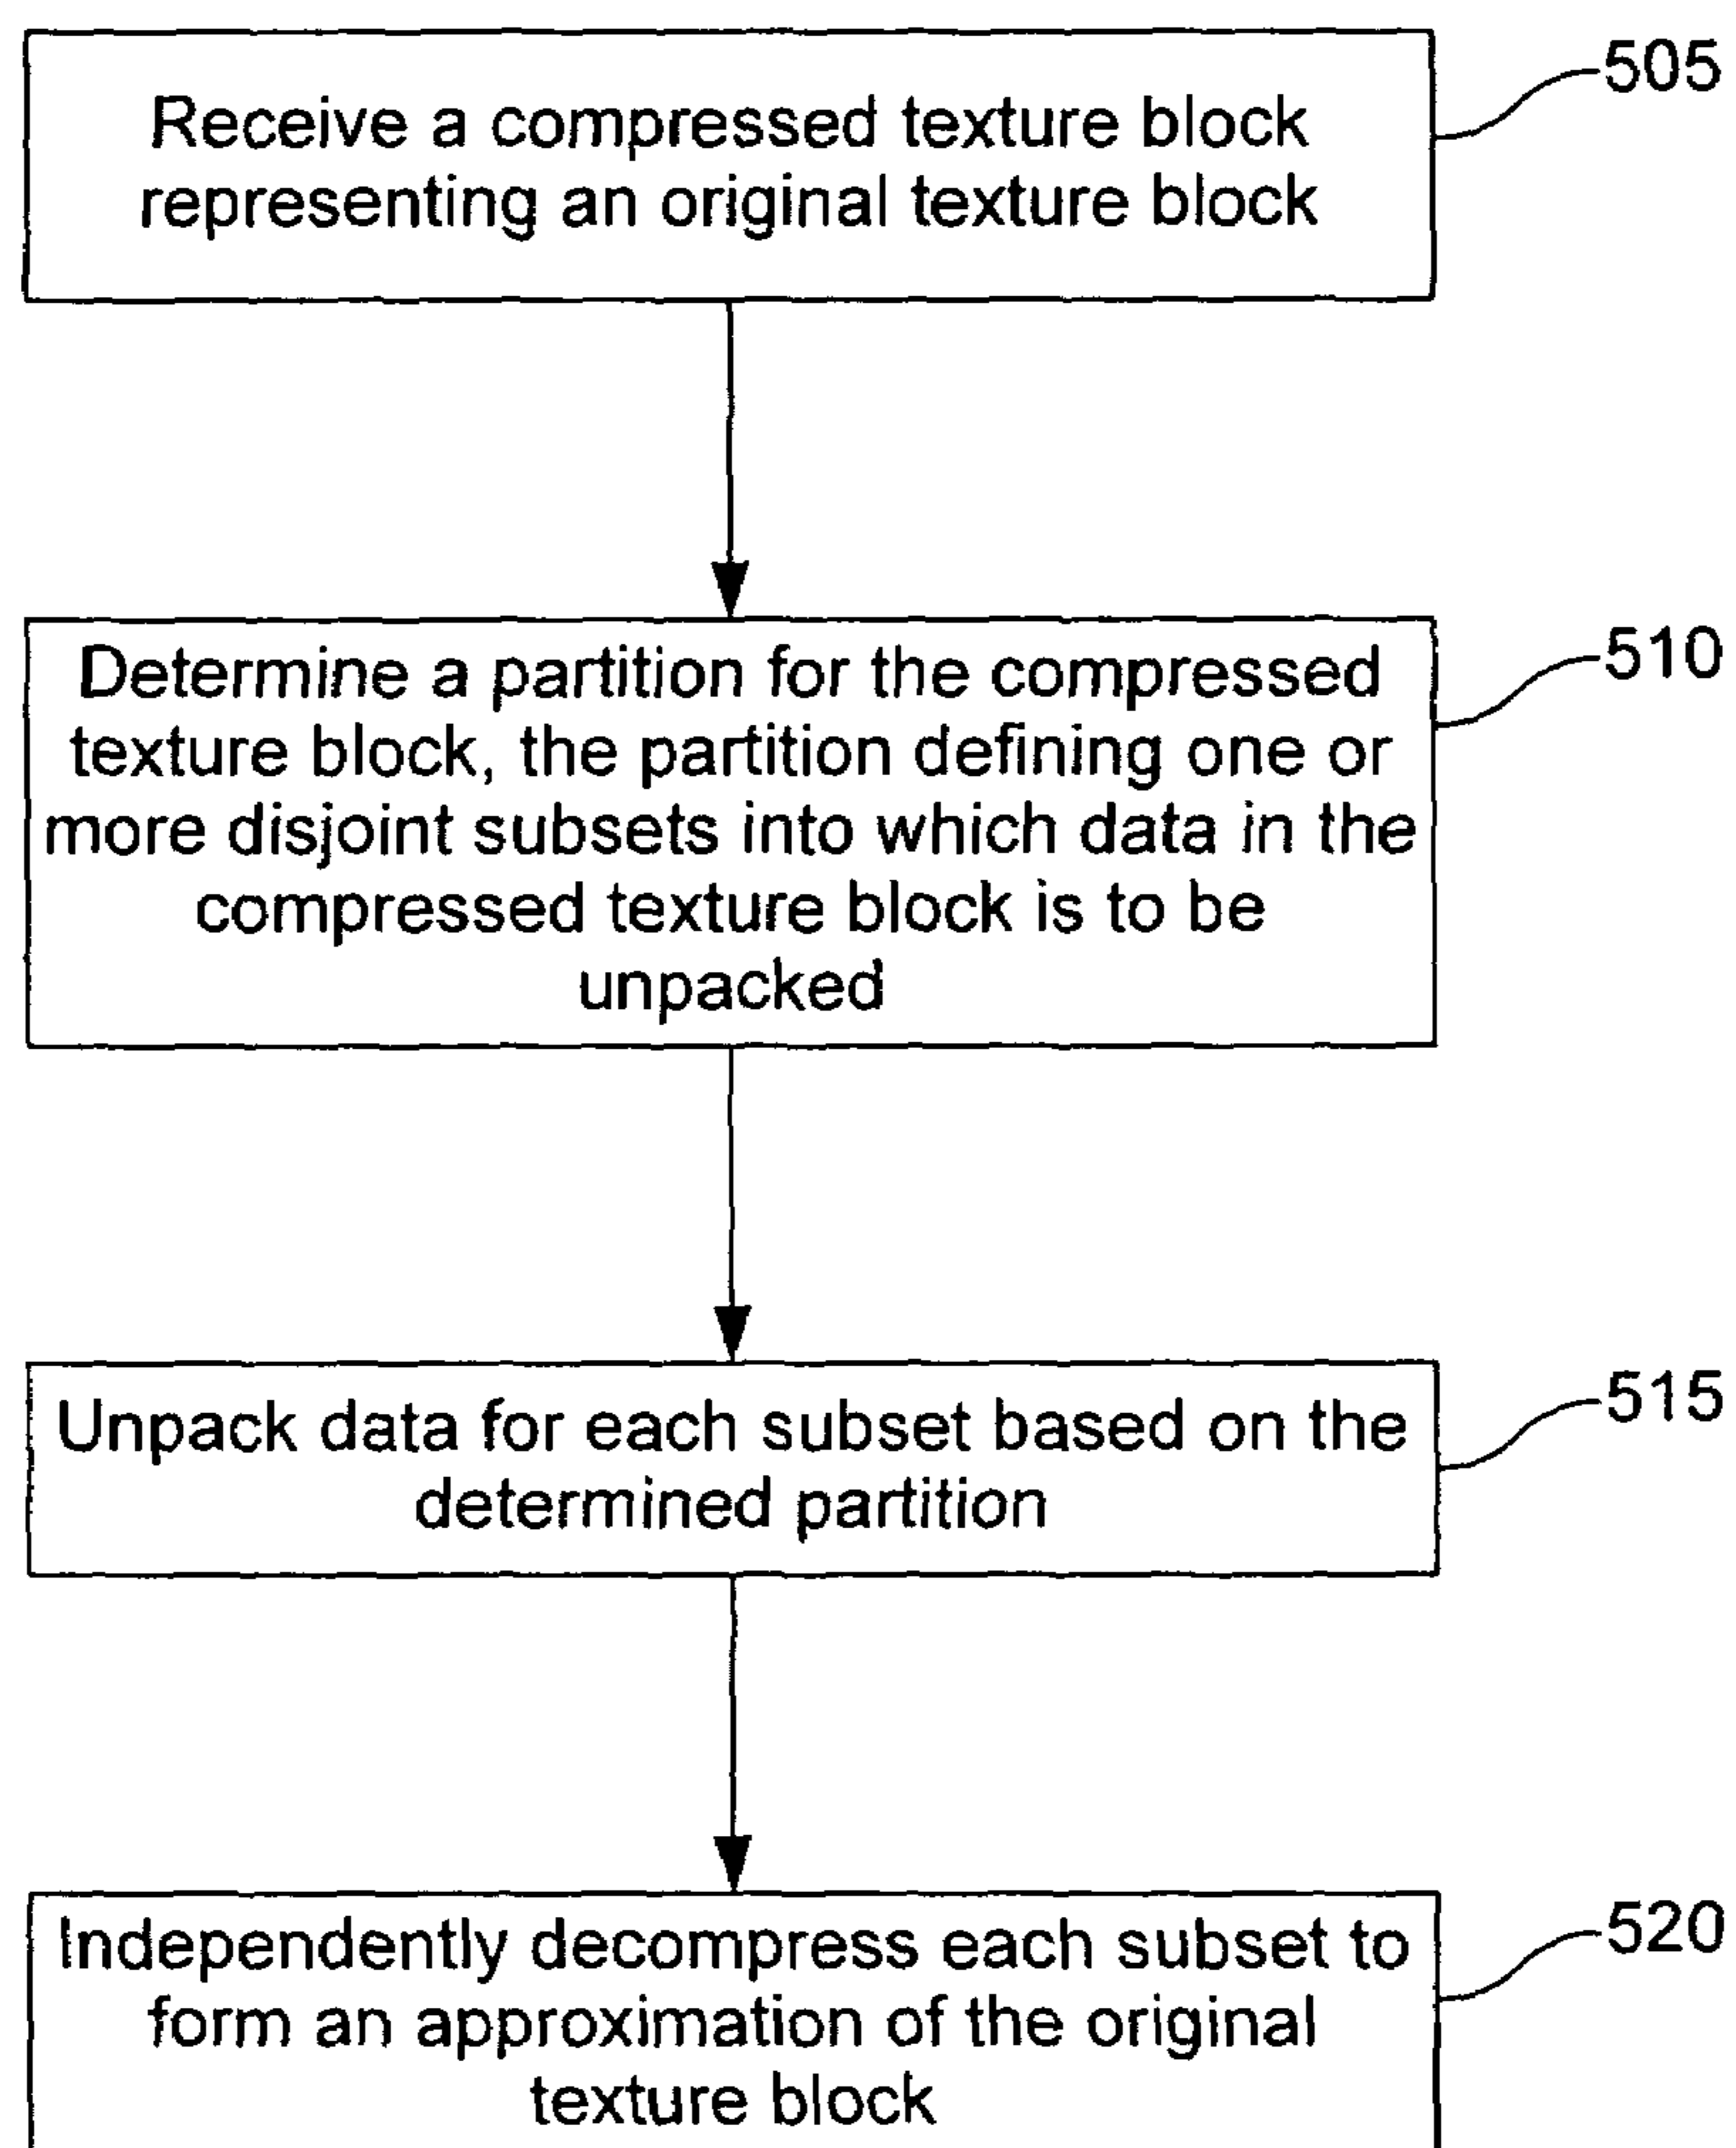 505
Receive a compressed texture block
representing an original texture block
510
Determine a partition for the compressed
texture block, the partition defining one or
more disjoint subsets into which data in the
compressed texture block is to be
unpacked
515
Unpack data for each subset based on the
determined partition
520
Independently decompress each subset to
form an approximation of the original
texture block